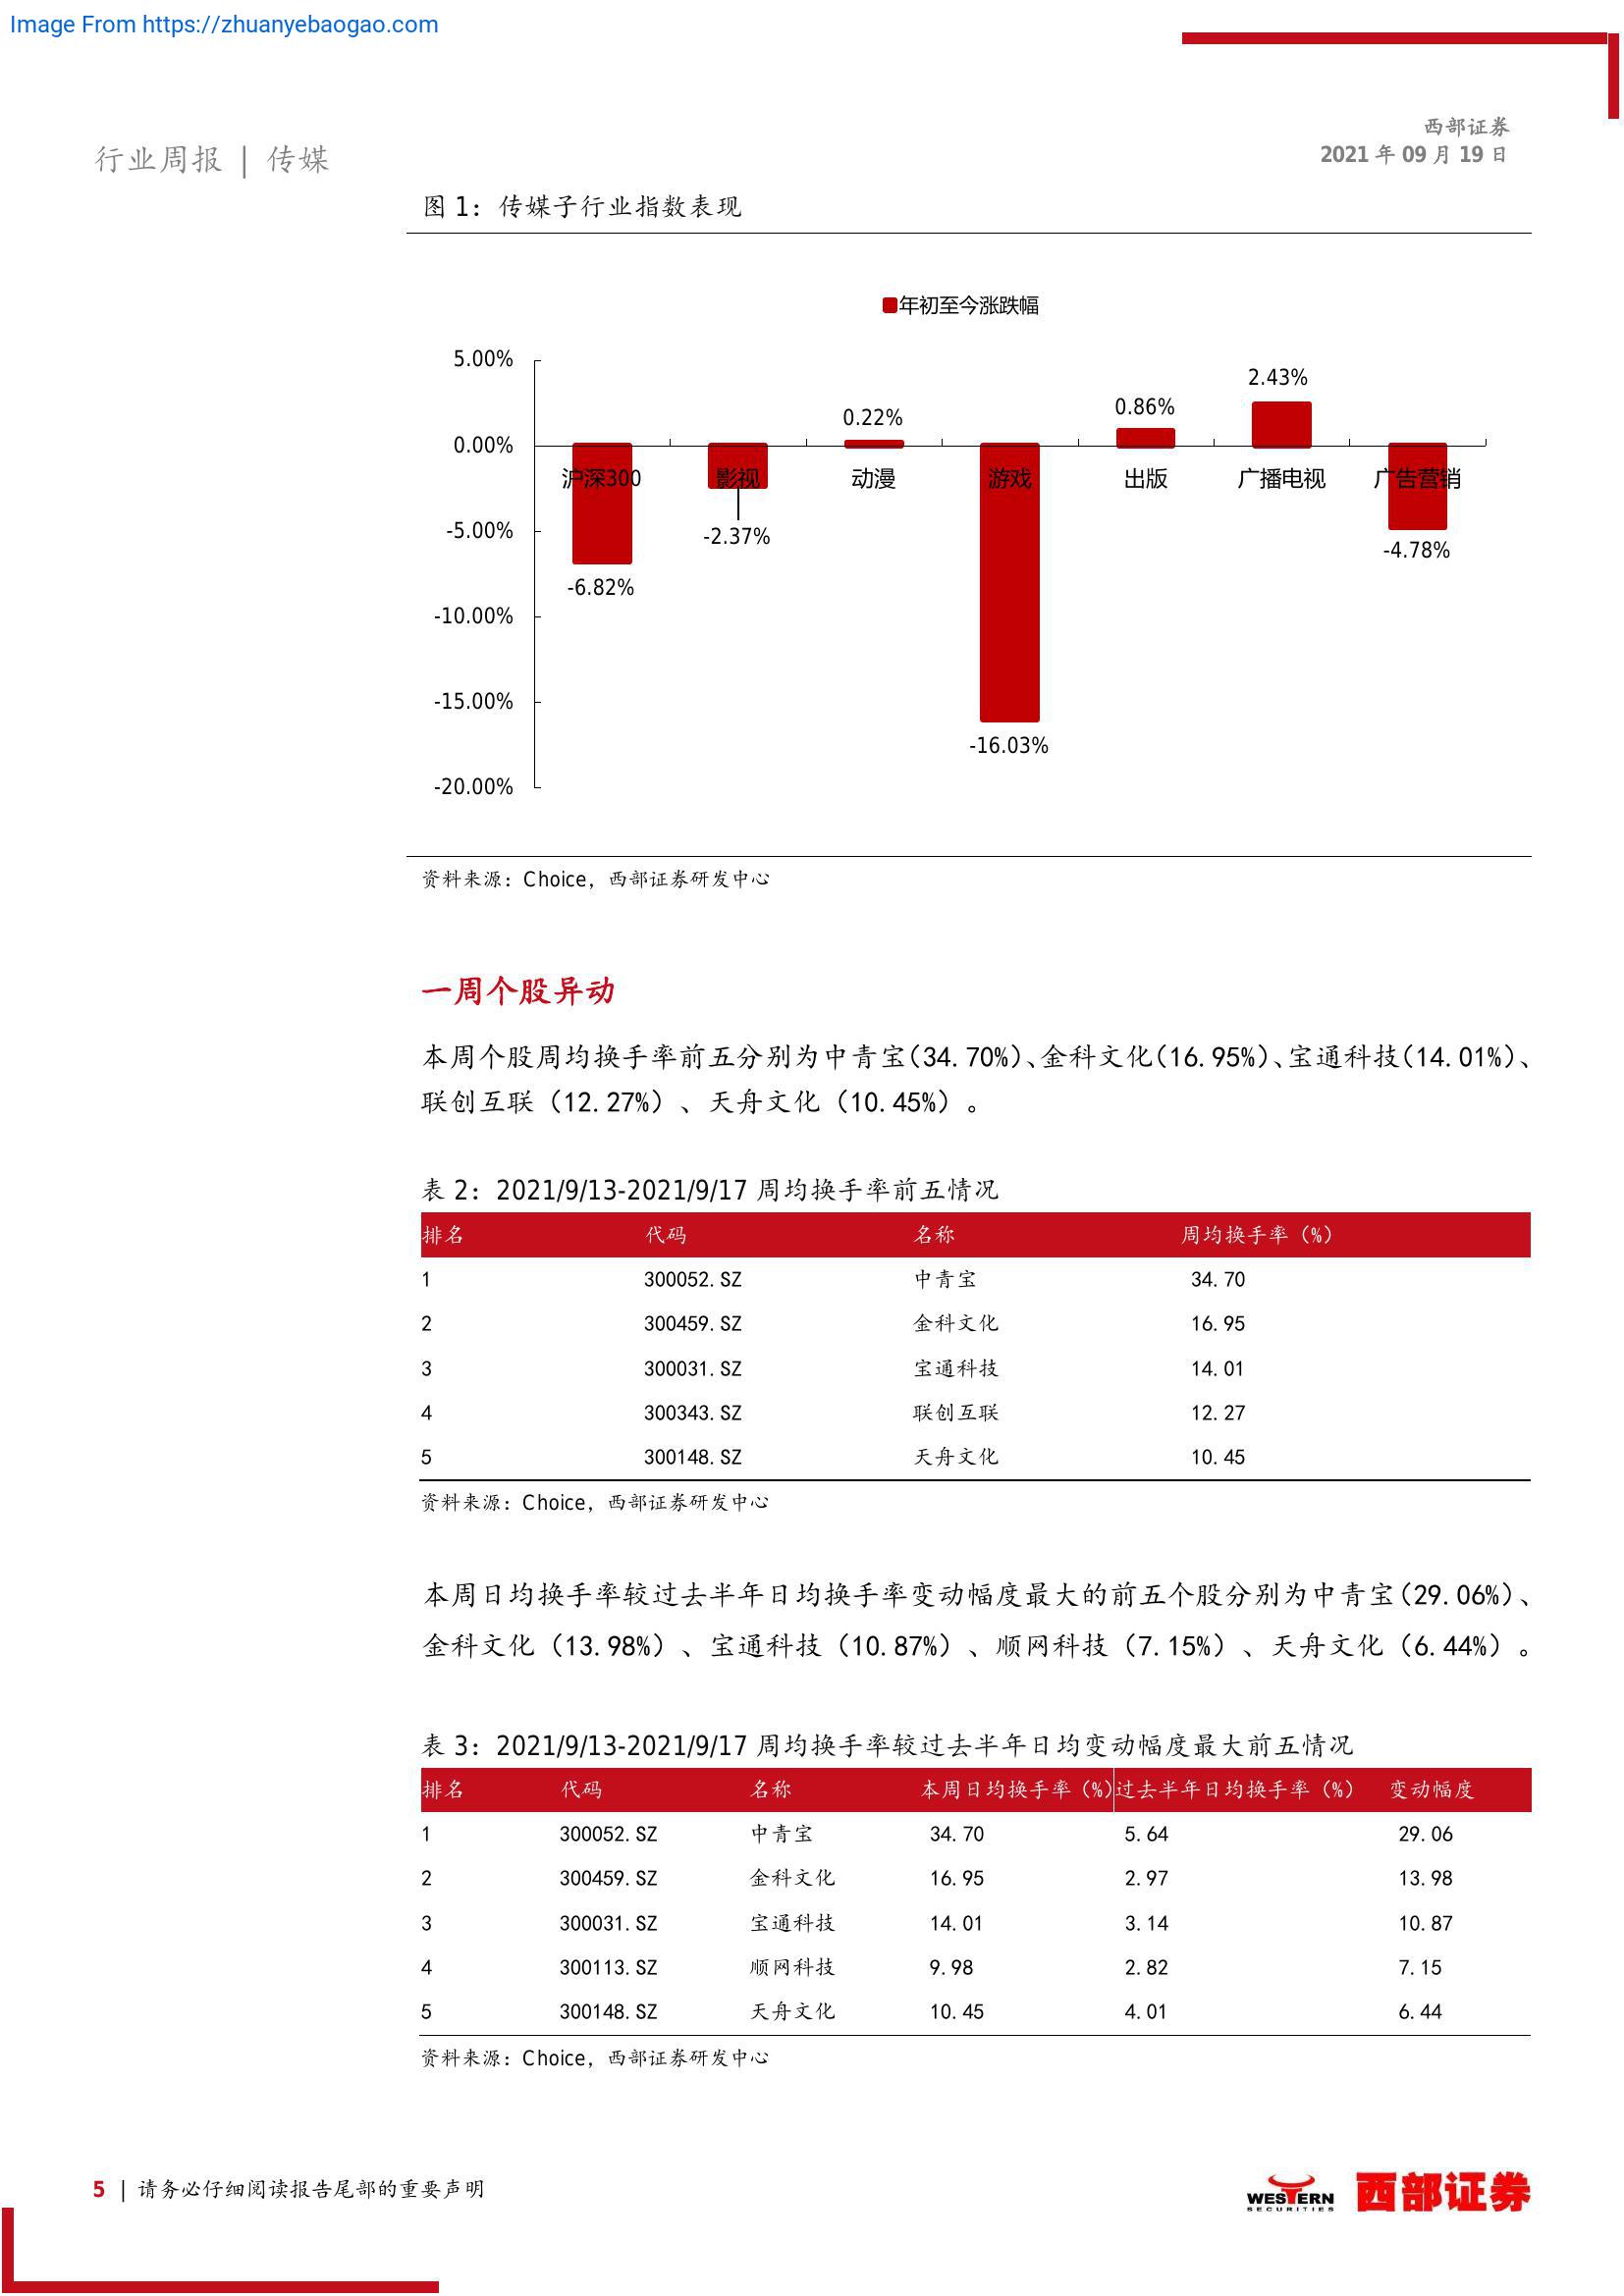 Image From https://zhuanyebaogao.com
西部证券
2021 年 09 月 19 日
行业周报 | 传媒
图 1：传媒子行业指数表现
年初至今涨跌幅
5.00%
0.00%
-5.00%
-10.00%
-15.00%
-20.00%
沪深300 影视 动漫 游戏 出版 广播电视 广告营销
-6.82% -2.37% 0.22% -16.03% 0.86% 2.43% -4.78%
资料来源：Choice，西部证券研发中心
一周个股异动
本周个股周均换手率前五分别为中青宝（34.70%）、金科文化（16.95%）、宝通科技（14.01%）、
联创互联（12.27%）、天舟文化（10.45%）。
表 2：2021/9/13-2021/9/17 周均换手率前五情况
排名 代码 名称 周均换手率（%）
1 300052.SZ 中青宝 34.70
2 300459.SZ 金科文化 16.95
3 300031.SZ 宝通科技 14.01
4 300343.SZ 联创互联 12.27
5 300148.SZ 天舟文化 10.45
资料来源：Choice，西部证券研发中心
本周日均换手率较过去半年日均换手率变动幅度最大的前五个股分别为中青宝（29.06%）、
金科文化（13.98%）、宝通科技（10.87%）、顺网科技（7.15%）、天舟文化（6.44%）。
表 3：2021/9/13-2021/9/17 周均换手率较过去半年日均变动幅度最大前五情况
排名 代码 名称 本周日均换手率（%） 过去半年日均换手率（%） 变动幅度
1 300052.SZ 中青宝 34.70 5.64 29.06
2 300459.SZ 金科文化 16.95 2.97 13.98
3 300031.SZ 宝通科技 14.01 3.14 10.87
4 300113.SZ 顺网科技 9.98 2.82 7.15
5 300148.SZ 天舟文化 10.45 4.01 6.44
资料来源：Choice，西部证券研发中心
5 | 请务必仔细阅读报告尾部的重要声明
WESTERN
SECURITIES
西部证券